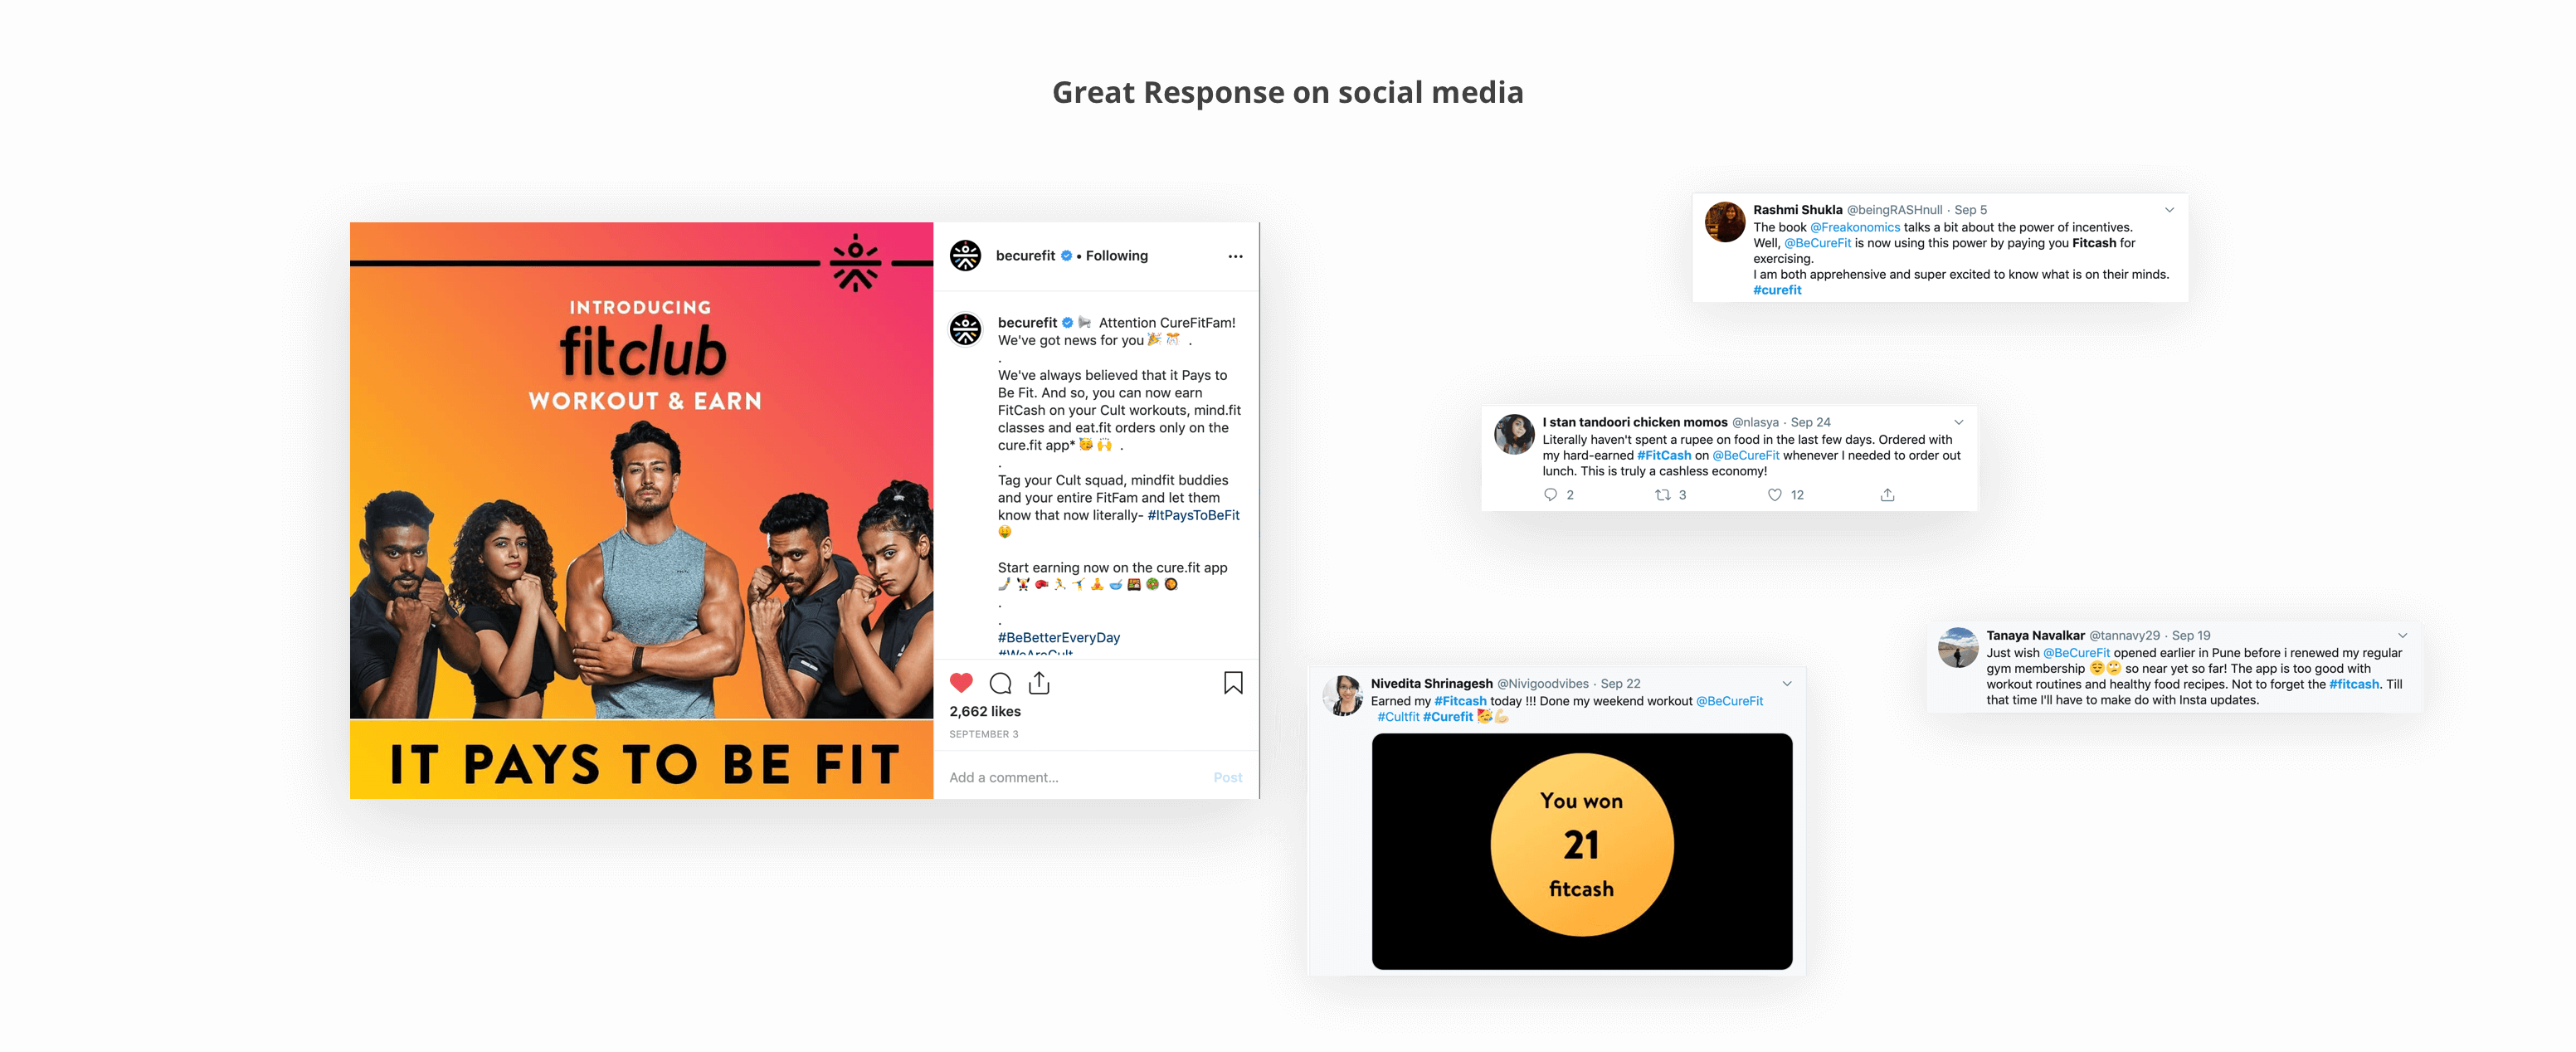 Great Response on social media
INTRODUCING
fitclub
WORKOUT & EARN
IT PAYS TO BE FIT
becurefit • Following
becurefit 📢 Attention CureFitFam!
We've got news for you 🎉 🎊 .
.
We've always believed that it Pays to
Be Fit. And so, you can now earn
FitCash on your Cult workouts, mind.fit
classes and eat.fit orders only on the
cure.fit app* 🥳 🙌 .
.
Tag your Cult squad, mindfit buddies
and your entire FitFam and let them
know that now literally- #ItPaysToBeFit
🤑
Start earning now on the cure.fit app
.
.
#BeBetterEveryDay
#WeAreCult
2,662 likes
SEPTEMBER 3
Add a comment... Post
Rashmi Shukla @beingRASHnull · Sep 5
The book @Freakonomics talks a bit about the power of incentives.
Well, @BeCureFit is now using this power by paying you Fitcash for
exercising.
I am both apprehensive and super excited to know what is on their minds.
#curefit
I stan tandoori chicken momos @nlasya · Sep 24
Literally haven't spent a rupee on food in the last few days. Ordered with
my hard-earned #FitCash on @BeCureFit whenever I needed to order out
lunch. This is truly a cashless economy!
2 3 12
Tanaya Navalkar @tannavy29 · Sep 19
Just wish @BeCureFit opened earlier in Pune before i renewed my regular
gym membership 😌🙄 so near yet so far! The app is too good with
workout routines and healthy food recipes. Not to forget the #fitcash. Till
that time I'll have to make do with Insta updates.
Nivedita Shrinagesh @Nivigoodvibes · Sep 22
Earned my #Fitcash today !!! Done my weekend workout @BeCureFit
#Cultfit #Curefit 🥳💪
You won
21
fitcash